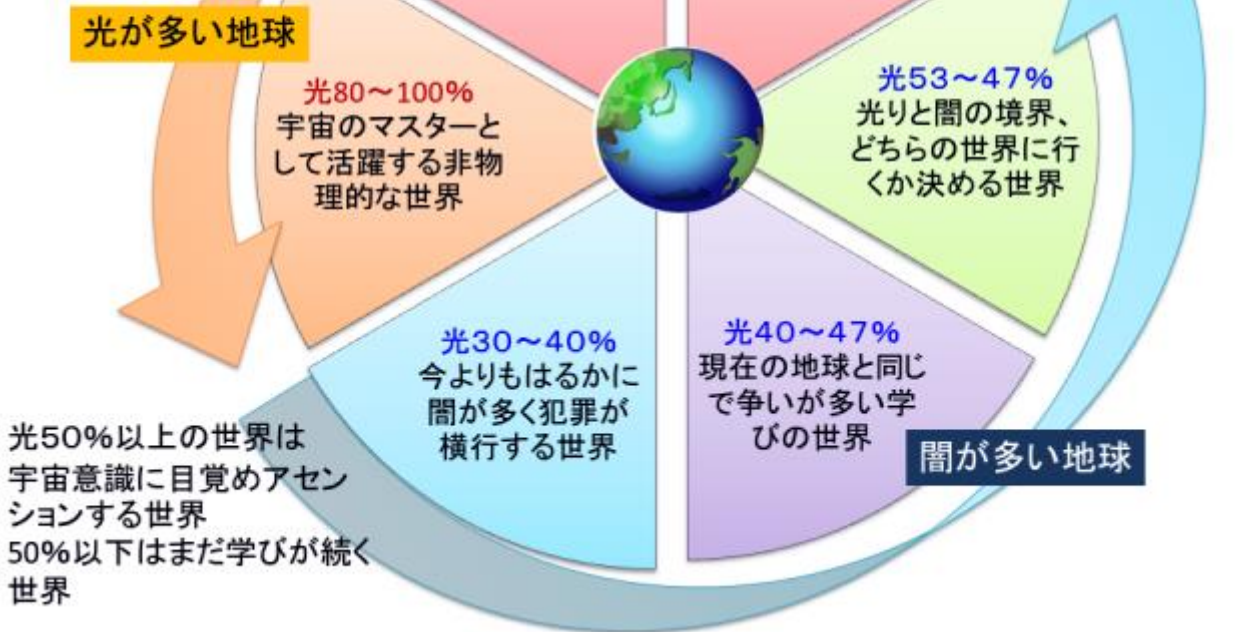 光が多い地球
光80～100%
宇宙のマスターと
して活躍する非物
理的な世界
光53～47%
光りと闇の境界、
どちらの世界に行
くか決める世界
光30～40%
今よりもはるかに
闇が多く犯罪が
横行する世界
光40～47%
現在の地球と同じ
で争いが多い学
びの世界
闇が多い地球
光50%以上の世界は
宇宙意識に目覚めアセン
ションする世界
50%以下はまだ学びが続く
世界